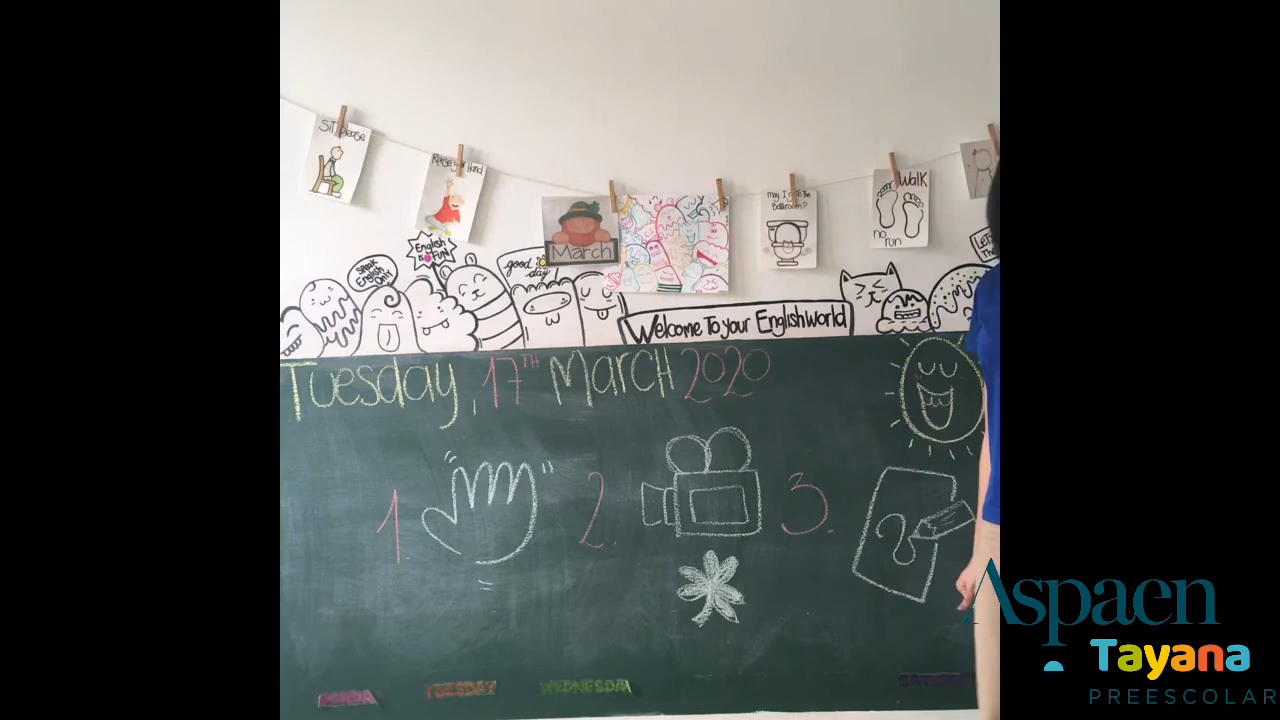 SiT, please
Raise your Hand
March
may I go to the
Bathroom?
WALK
no
run
English
is FUN
Speak
English
Only
good
day
Welcome To your English world
Tuesday, 17TH March 2020
1. 2. 3.
TUESDAY
WEDNESDAY
Aspaen
Tayana
PREESCOLAR